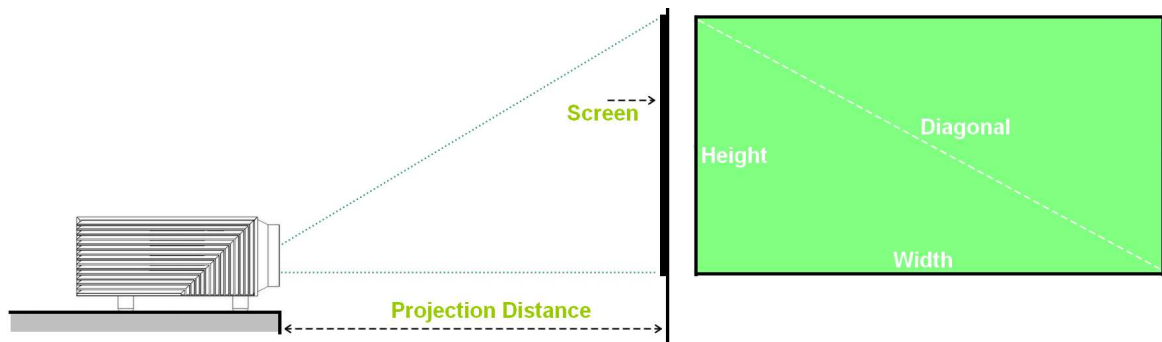 Screen
Projection Distance
Diagonal
Height
Width